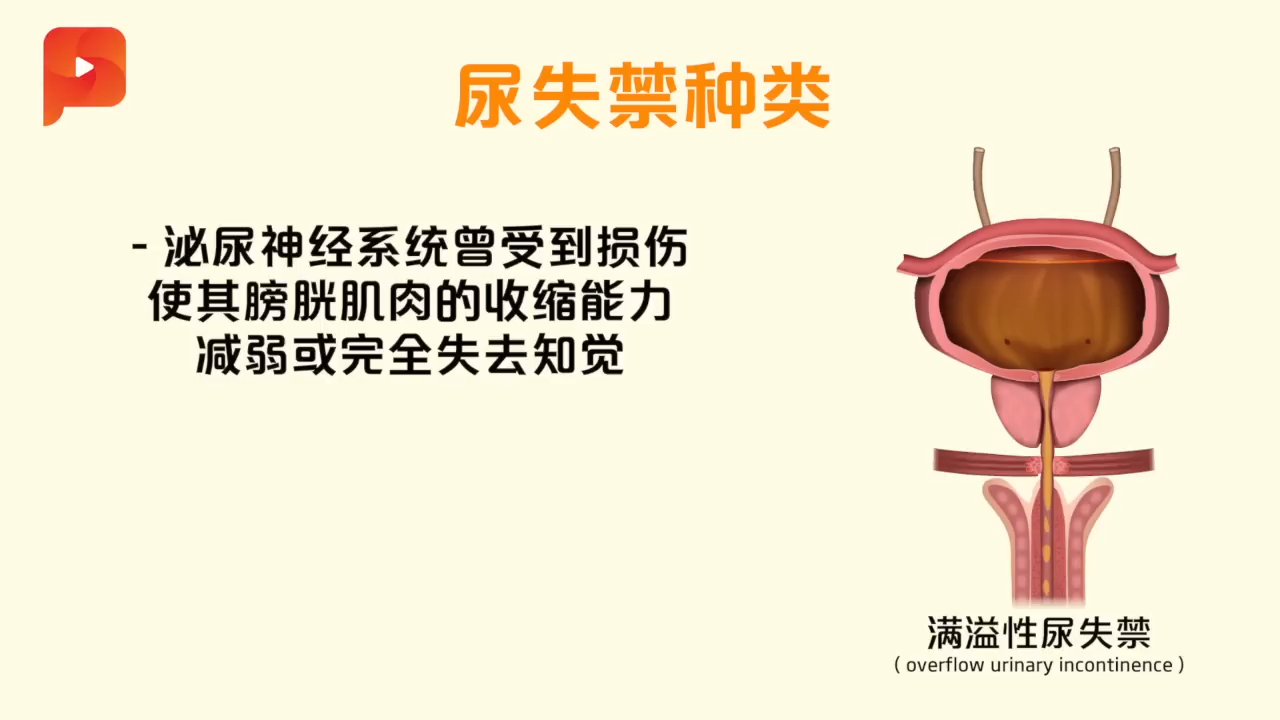 尿失禁种类
- 泌尿神经系统曾受到损伤
使其膀胱肌肉的收缩能力
减弱或完全失去知觉
满溢性尿失禁
( overflow urinary incontinence )